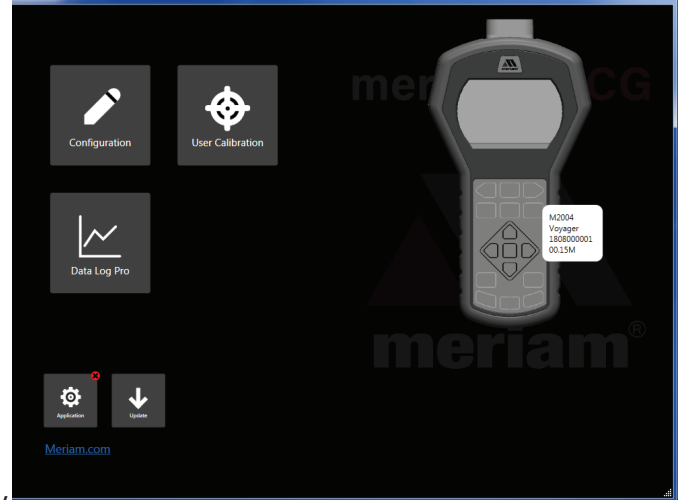 Configuration
User Calibration
Data Log Pro
M2004
Voyager
1808000001
00.15M
Application
Update
Meriam.com
meriam®